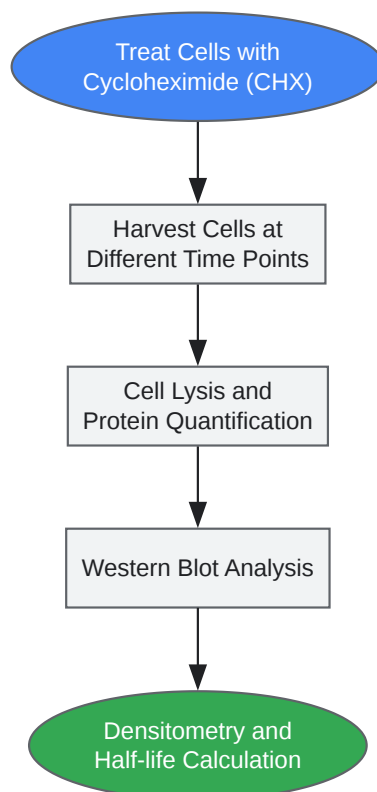 Treat Cells with
Cycloheximide (CHX)
Harvest Cells at
Different Time Points
Cell Lysis and
Protein Quantification
Western Blot Analysis
Densitometry and
Half-life Calculation